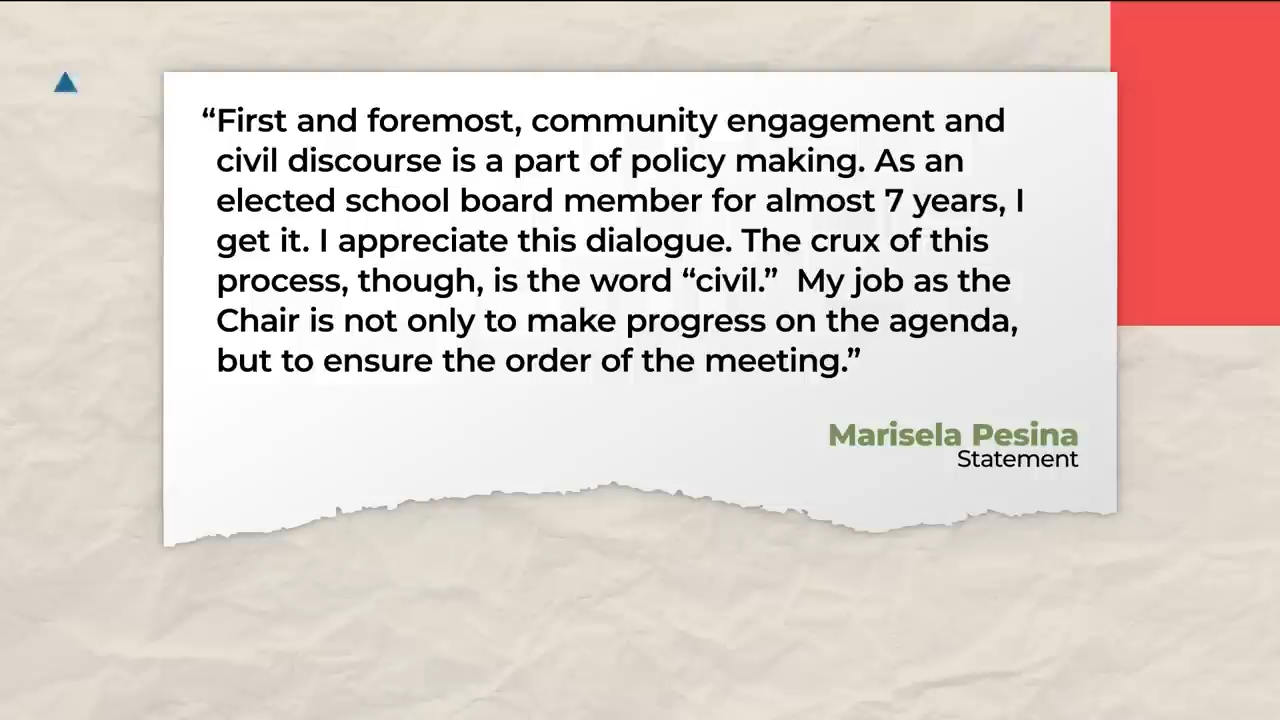 “First and foremost, community engagement and
civil discourse is a part of policy making. As an
elected school board member for almost 7 years, I
get it. I appreciate this dialogue. The crux of this
process, though, is the word “civil.”  My job as the
Chair is not only to make progress on the agenda,
but to ensure the order of the meeting.”
Marisela Pesina
Statement